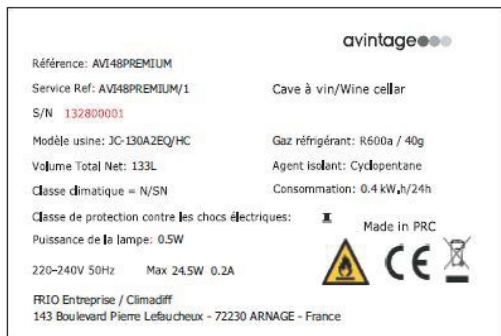 avintage
Référence: AVI48PREMIUM
Service Ref: AVI48PREMIUM/1
Cave à vin/Wine cellar
S/N 132800001
Modèle usine: JC-130A2EQ/HC
Gaz réfrigérant: R600a / 40g
Volume Total Net: 133L
Agent isolant: Cyclopentane
Classe climatique = N/SN
Consommation: 0.4 kW,h/24h
Classe de protection contre les chocs électriques:
Made in PRC
Puissance de la lampe: 0.5W
CE
220-240V 50Hz Max 24.5W 0.2A
FRIO Entreprise / Climadiff
143 Boulevard Pierre Lefaucheux - 72230 ARNAGE - France